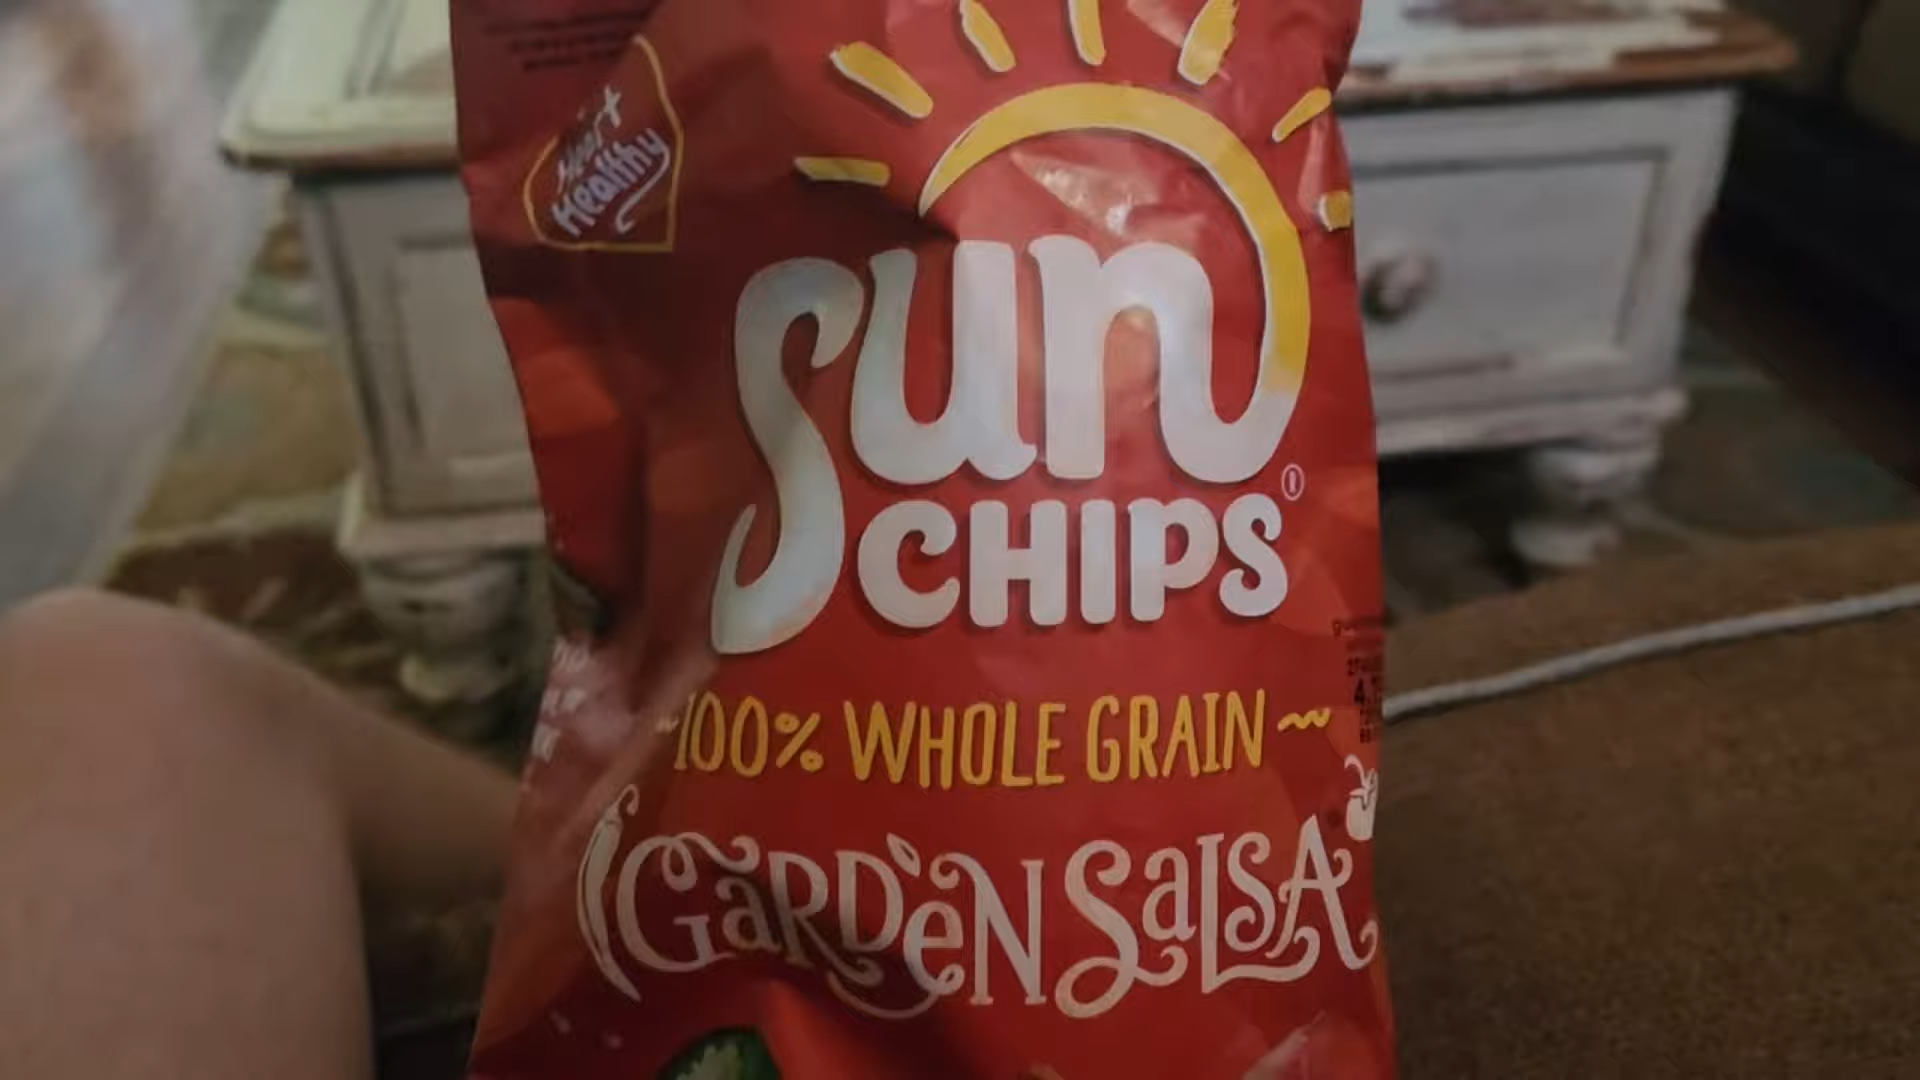 Heart
Healthy
Sun
CHIPS®
100% WHOLE GRAIN
GARDEN SALSA